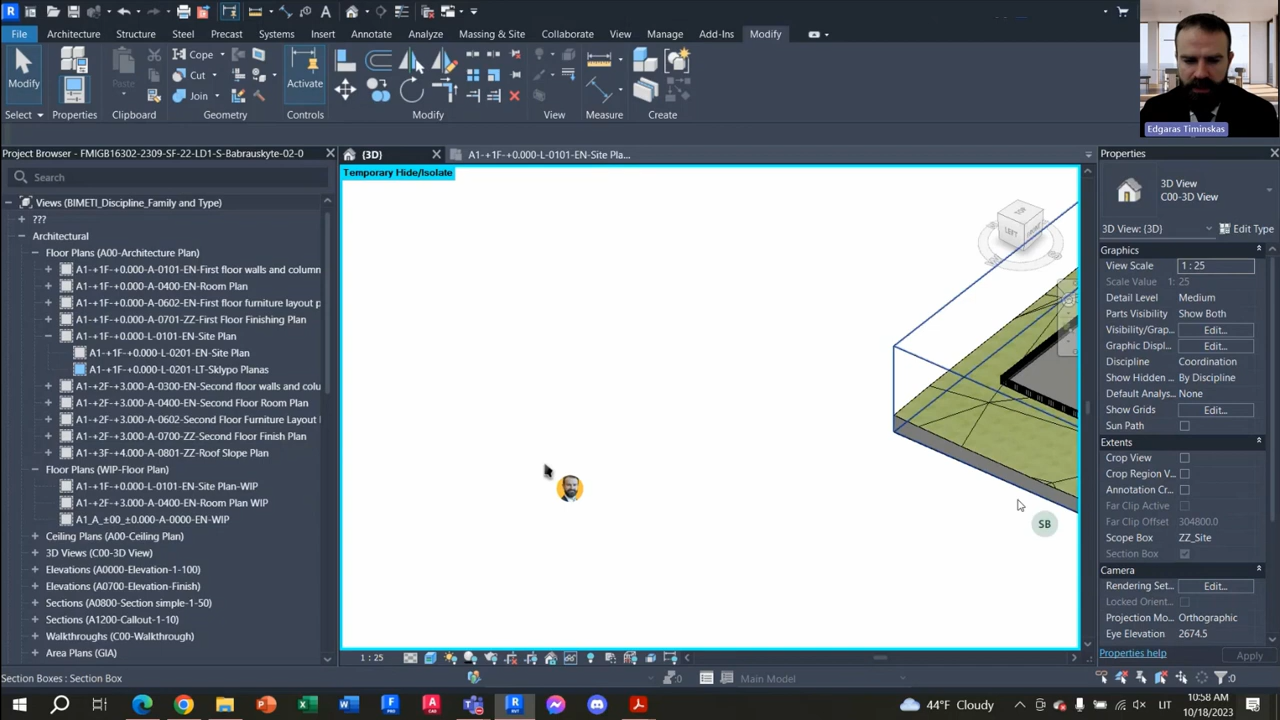 File Architecture Structure Steel Precast Systems Insert Annotate Analyze Massing & Site Collaborate View Manage Add-Ins Modify
Modify Cope Cut Join Activate
Select Properties Clipboard Geometry Controls Modify View Measure Create
Edgaras Timinskas
Project Browser - FMIGB16302-2309-SF-22-LD1-S-Babrauskyte-02-0
(3D)
A1-+1F-+0.000-L-0101-EN-Site Pla...
Properties
Search
Temporary Hide/Isolate
3D View
C00-3D View
3D View: {3D}
Edit Type
Views (BIMETI_Discipline_Family and Type)
???
Architectural
Floor Plans (A00-Architecture Plan)
A1-+1F-+0.000-A-0101-EN-First floor walls and column
A1-+1F-+0.000-A-0400-EN-Room Plan
A1-+1F-+0.000-A-0602-EN-First floor furniture layout p
A1-+1F-+0.000-A-0701-ZZ-First Floor Finishing Plan
A1-+1F-+0.000-L-0101-EN-Site Plan
A1-+1F-+0.000-L-0201-EN-Site Plan
A1-+1F-+0.000-L-0201-LT-Sklypo Planas
A1-+2F-+3.000-A-0300-EN-Second floor walls and colu
A1-+2F-+3.000-A-0400-EN-Second Floor Room Plan
A1-+2F-+3.000-A-0602-EN-Second Floor Furniture Layout
A1-+2F-+3.000-A-0700-ZZ-Second Floor Finish Plan
A1-+3F-+4.000-A-0801-ZZ-Roof Slope Plan
Floor Plans (WIP-Floor Plan)
A1-+1F-+0.000-L-0101-EN-Site Plan-WIP
A1-+2F-+3.000-A-0400-EN-Room Plan WIP
A1_A_±00_±0.000-A-0000-EN-WIP
Ceiling Plans (A00-Ceiling Plan)
3D Views (C00-3D View)
Elevations (A0000-Elevation-1-100)
Elevations (A0700-Elevation-Finish)
Sections (A0800-Section simple-1-50)
Sections (A1200-Callout-1-10)
Walkthroughs (C00-Walkthrough)
Area Plans (GIA)
TOP
LEFT
SB
Graphics
View Scale 1 : 25
Scale Value 1: 25
Detail Level Medium
Parts Visibility Show Both
Visibility/Grap... Edit...
Graphic Displ... Edit...
Discipline Coordination
Show Hidden ... By Discipline
Default Analys... None
Show Grids Edit...
Sun Path
Extents
Crop View
Crop Region V...
Annotation Cr...
Far Clip Active
Far Clip Offset 304800.0
Scope Box ZZ_Site
Section Box
Camera
Rendering Set... Edit...
Locked Orient...
Projection Mo... Orthographic
Eye Elevation 2674.5
Properties help
Apply
1 : 25
Section Boxes : Section Box
:0
Main Model
:0
44°F Cloudy
LIT
10:58 AM
10/18/2023